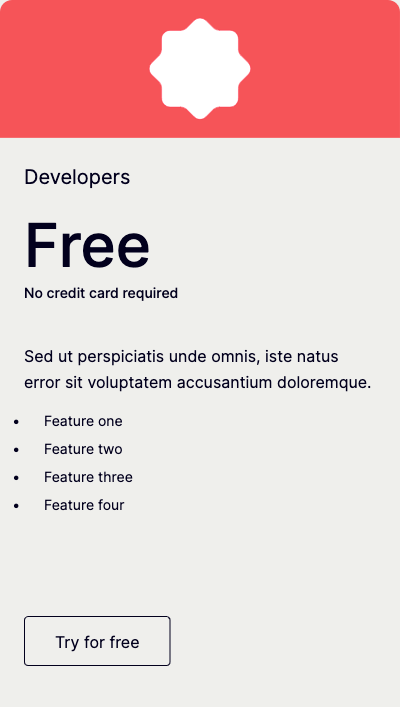 Developers
Free
No credit card required
Sed ut perspiciatis unde omnis, iste natus
error sit voluptatem accusantium doloremque.
• Feature one
• Feature two
• Feature three
• Feature four
Try for free